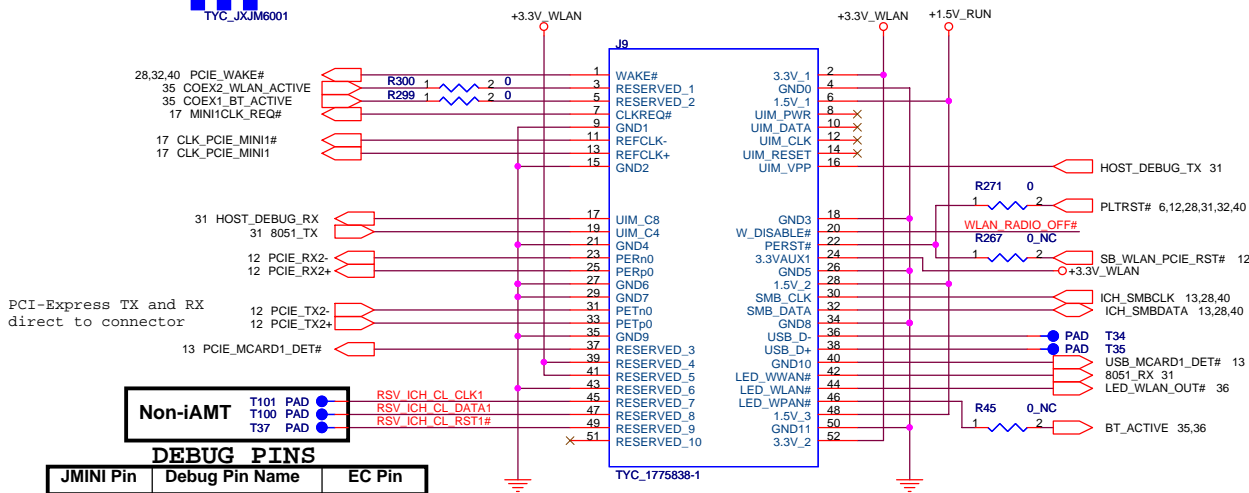 TYC_JXJM6001
+3.3V_WLAN
+3.3V_WLAN
+1.5V_RUN
J9
28,32,40 PCIE_WAKE# 1 WAKE# 3.3V_1 2
35 COEX2_WLAN_ACTIVE R300 1 2 0 3 RESERVED_1 GND0 4
35 COEX1_BT_ACTIVE R299 1 2 0 5 RESERVED_2 1.5V_1 6
17 MINI1CLK_REQ# 7 CLKREQ# UIM_PWR 8
9 GND1 UIM_DATA 10
17 CLK_PCIE_MINI1# 11 REFCLK- UIM_CLK 12
17 CLK_PCIE_MINI1 13 REFCLK+ UIM_RESET 14
15 GND2 UIM_VPP 16 HOST_DEBUG_TX 31
R271 0
1 2 PLTRST# 6,12,28,31,32,40
31 HOST_DEBUG_RX 17 UIM_C8 GND3 18
31 8051_TX 19 UIM_C4 W_DISABLE# 20 WLAN_RADIO_OFF#
21 GND4 PERST# 22
R267 0_NC
12 PCIE_RX2- 23 PERn0 3.3VAUX1 24 1 2 SB_WLAN_PCIE_RST# 12
12 PCIE_RX2+ 25 PERp0 GND5 26 +3.3V_WLAN
27 GND6 1.5V_2 28
29 GND7 SMB_CLK 30 ICH_SMBCLK 13,28,40
PCI-Express TX and RX
direct to connector
12 PCIE_TX2- 31 PETn0 SMB_DATA 32 ICH_SMBDATA 13,28,40
12 PCIE_TX2+ 33 PETp0 GND8 34
35 GND9 USB_D- 36 PAD T34
13 PCIE_MCARD1_DET# 37 RESERVED_3 USB_D+ 38 PAD T35
39 RESERVED_4 GND10 40 USB_MCARD1_DET# 13
41 RESERVED_5 LED_WWAN# 42 8051_RX 31
43 RESERVED_6 LED_WLAN# 44 LED_WLAN_OUT# 36
Non-iAMT
T101 PAD RSV_ICH_CL_CLK1 45 RESERVED_7 LED_WPAN# 46
T100 PAD RSV_ICH_CL_DATA1 47 RESERVED_8 1.5V_3 48
R45 0_NC
T37 PAD RSV_ICH_CL_RST1# 49 RESERVED_9 GND11 50 1 2 BT_ACTIVE 35,36
51 RESERVED_10 3.3V_2 52
TYC_1775838-1
DEBUG PINS
JMINI Pin Debug Pin Name EC Pin